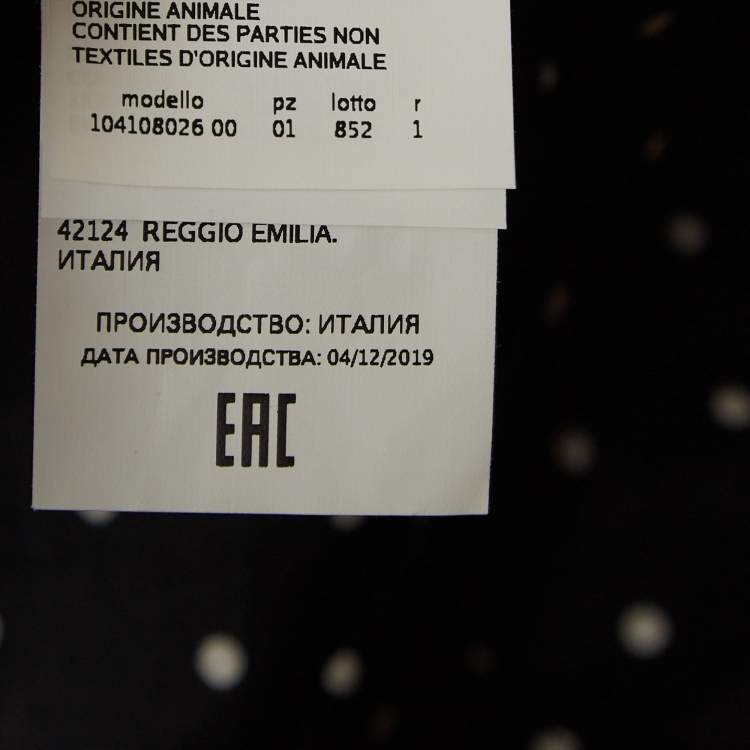 ORIGINE ANIMALE
CONTIENT DES PARTIES NON
TEXTILES D'ORIGINE ANIMALE
modello pz lotto r
104108026 00 01 852 1
42124 REGGIO EMILIA.
ИТАЛИЯ
ПРОИЗВОДСТВО: ИТАЛИЯ
ДАТА ПРОИЗВОДСТВА: 04/12/2019
EAC